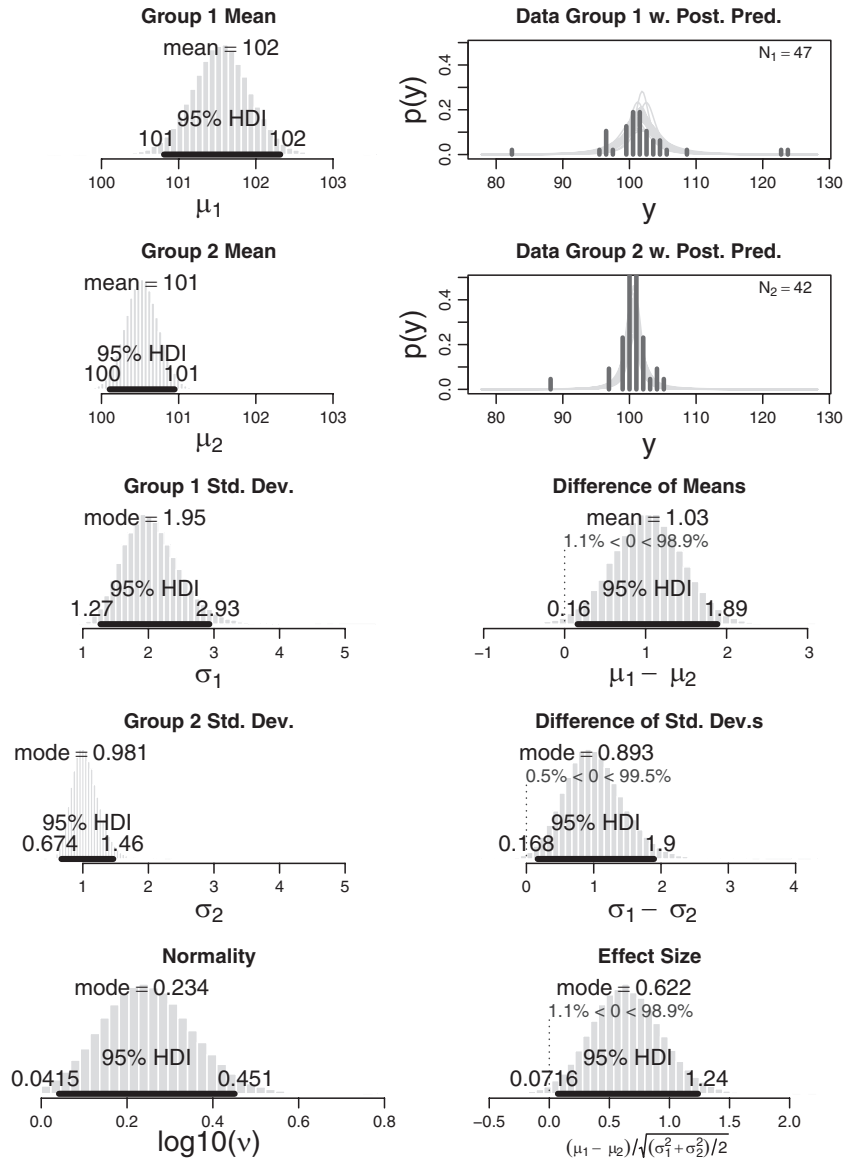 Group 1 Mean
mean = 102
95% HDI
101 102
100 101 102 103
μ1
Data Group 1 w. Post. Pred.
N1 = 47
p(y)
0.0 0.2 0.4
80 90 100 110 120 130
y
Group 2 Mean
mean = 101
95% HDI
100 101
100 101 102 103
μ2
Data Group 2 w. Post. Pred.
N2 = 42
p(y)
0.0 0.2 0.4
80 90 100 110 120 130
y
Group 1 Std. Dev.
mode = 1.95
95% HDI
1.27 2.93
1 2 3 4 5
σ1
Difference of Means
mean = 1.03
1.1% < 0 < 98.9%
95% HDI
0.16 1.89
−1 0 1 2 3
μ1 − μ2
Group 2 Std. Dev.
mode = 0.981
95% HDI
0.674 1.46
1 2 3 4 5
σ2
Difference of Std. Dev.s
mode = 0.893
0.5% < 0 < 99.5%
95% HDI
0.168 1.9
0 1 2 3 4
σ1 − σ2
Normality
mode = 0.234
95% HDI
0.0415 0.451
0.0 0.2 0.4 0.6 0.8
log10(ν)
Effect Size
mode = 0.622
1.1% < 0 < 98.9%
95% HDI
0.0716 1.24
−0.5 0.0 0.5 1.0 1.5 2.0
(μ1 − μ2)/√(σ1²+σ2²)/2